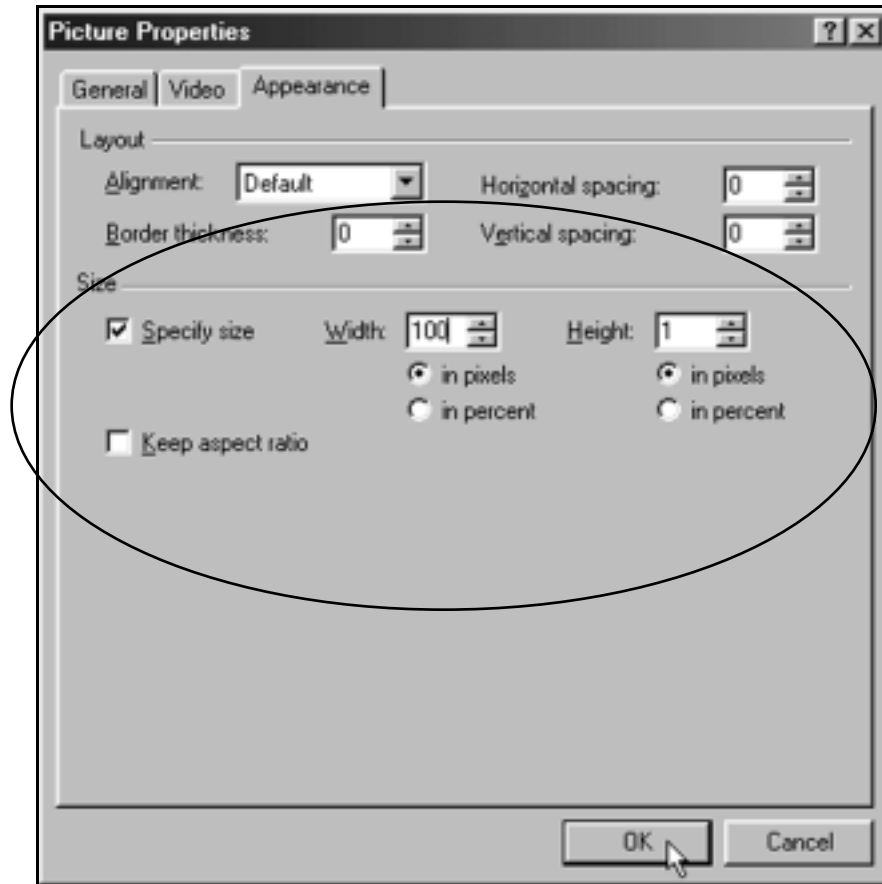 Picture Properties
General Video Appearance
Layout
Alignment: Default Horizontal spacing: 0
Border thickness: 0 Vertical spacing: 0
Size
Specify size Width: 100 Height: 1
in pixels in pixels
in percent in percent
Keep aspect ratio
OK Cancel